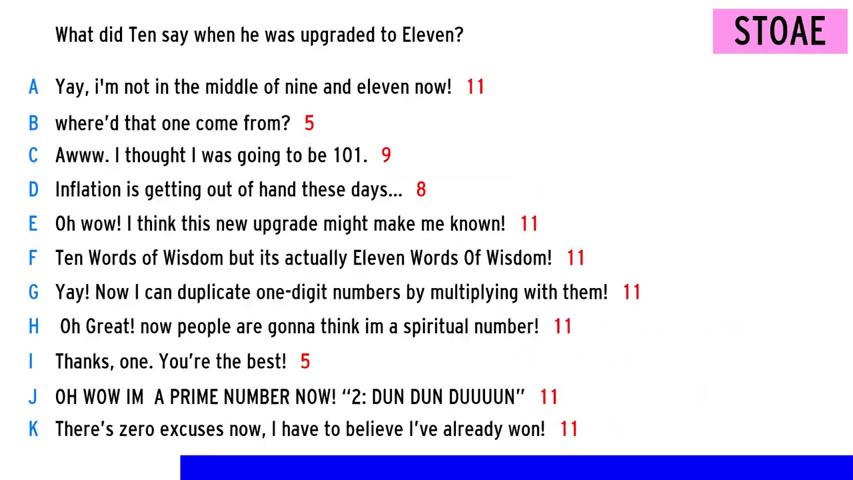 What did Ten say when he was upgraded to Eleven?
STOAE
A Yay, i'm not in the middle of nine and eleven now! 11
B where'd that one come from? 5
C Awww. I thought I was going to be 101. 9
D Inflation is getting out of hand these days... 8
E Oh wow! I think this new upgrade might make me known! 11
F Ten Words of Wisdom but its actually Eleven Words Of Wisdom! 11
G Yay! Now I can duplicate one-digit numbers by multiplying with them! 11
H Oh Great! now people are gonna think im a spiritual number! 11
I Thanks, one. You're the best! 5
J OH WOW IM A PRIME NUMBER NOW! “2: DUN DUN DUUUUN” 11
K There's zero excuses now, I have to believe I've already won! 11